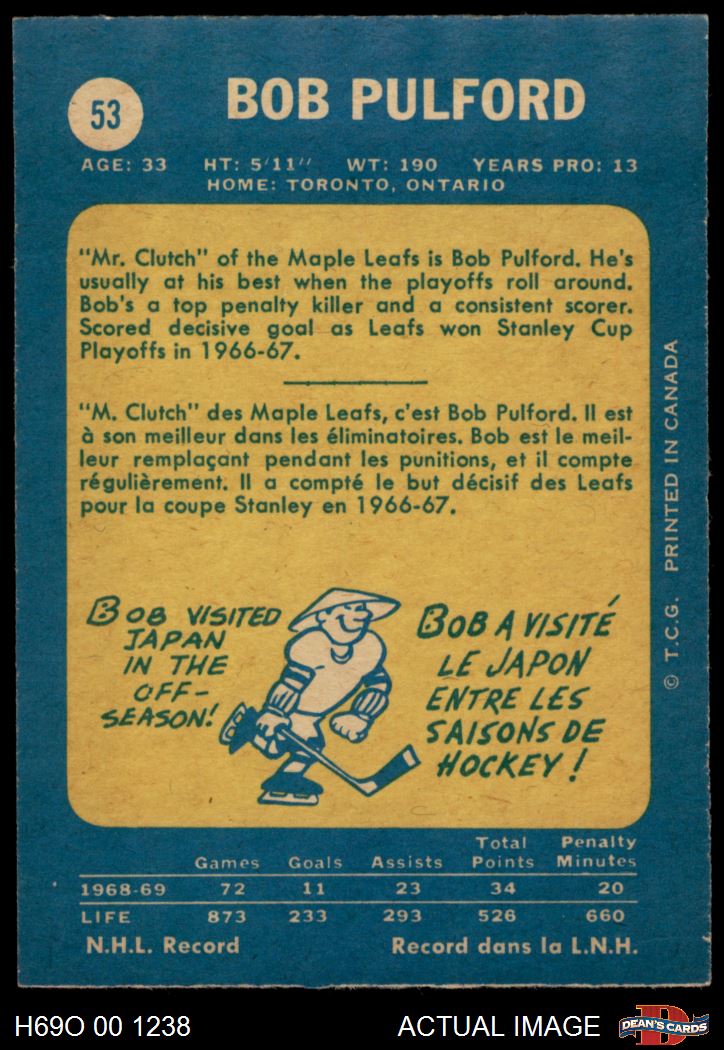 53
BOB PULFORD
AGE: 33 HT: 5'11" WT: 190 YEARS PRO: 13
HOME: TORONTO, ONTARIO
"Mr. Clutch" of the Maple Leafs is Bob Pulford. He's
usually at his best when the playoffs roll around.
Bob's a top penalty killer and a consistent scorer.
Scored decisive goal as Leafs won Stanley Cup
Playoffs in 1966-67.
"M. Clutch" des Maple Leafs, c'est Bob Pulford. Il est
à son meilleur dans les éliminatoires. Bob est le meil-
leur remplaçant pendant les punitions, et il compte
régulièrement. Il a compté le but décisif des Leafs
pour la coupe Stanley en 1966-67.
BOB VISITED
JAPAN
IN THE
OFF-
SEASON!
BOB A VISITÉ
LE JAPON
ENTRE LES
SAISONS DE
HOCKEY!
© T.C.G. PRINTED IN CANADA
Games Goals Assists Total Points Penalty Minutes
1968-69 72 11 23 34 20
LIFE 873 233 293 526 660
N.H.L. Record Record dans la L.N.H.
H69O 00 1238 ACTUAL IMAGE
D
DEAN'S CARDS